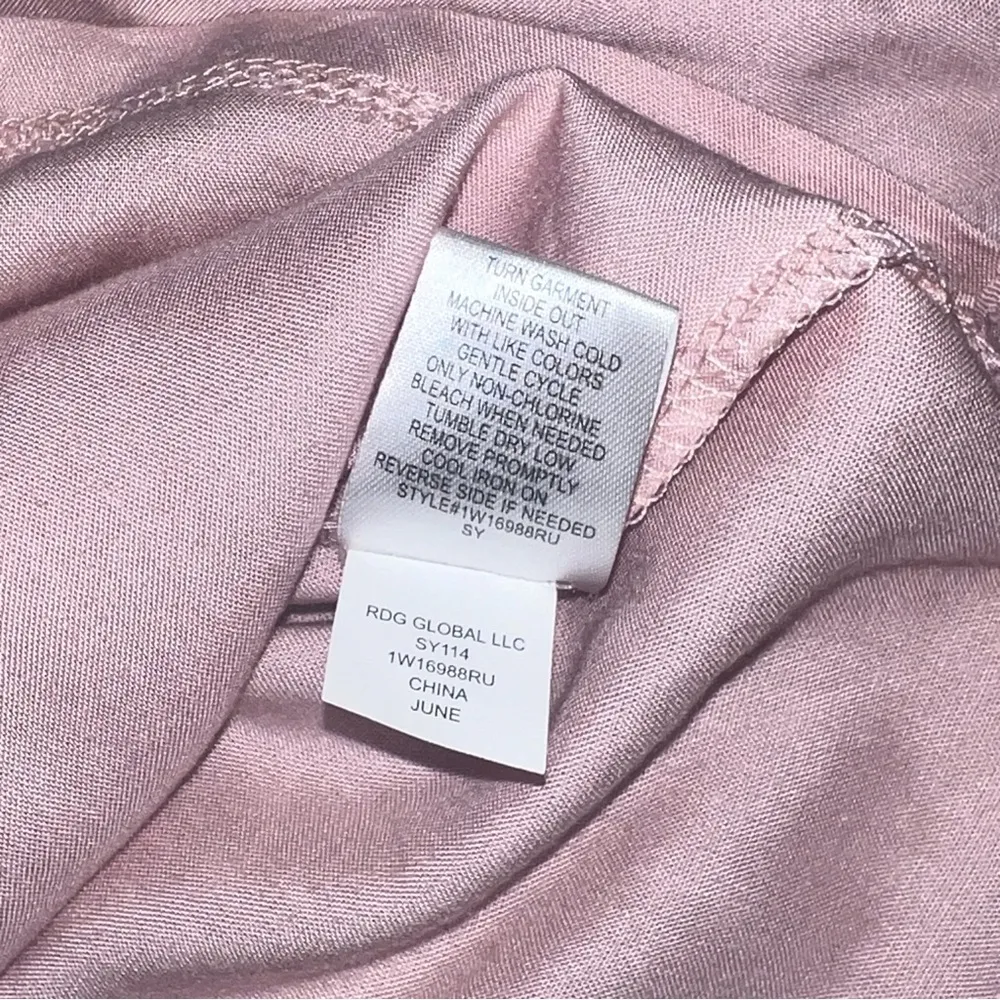 TURN GARMENT
INSIDE OUT
MACHINE WASH COLD
WITH LIKE COLORS
GENTLE CYCLE
ONLY NON-CHLORINE
BLEACH WHEN NEEDED
TUMBLE DRY LOW
REMOVE PROMPTLY
COOL IRON ON
REVERSE SIDE IF NEEDED
STYLE#1W16988RU
SY
RDG GLOBAL LLC
SY114
1W16988RU
CHINA
JUNE